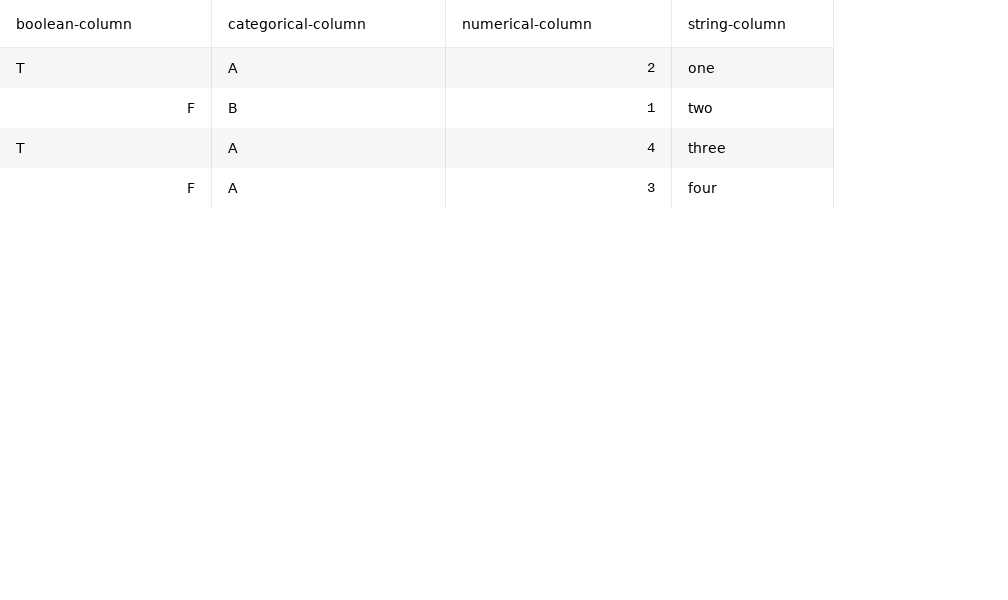 boolean-column categorical-column numerical-column string-column
T A 2 one
F B 1 two
T A 4 three
F A 3 four